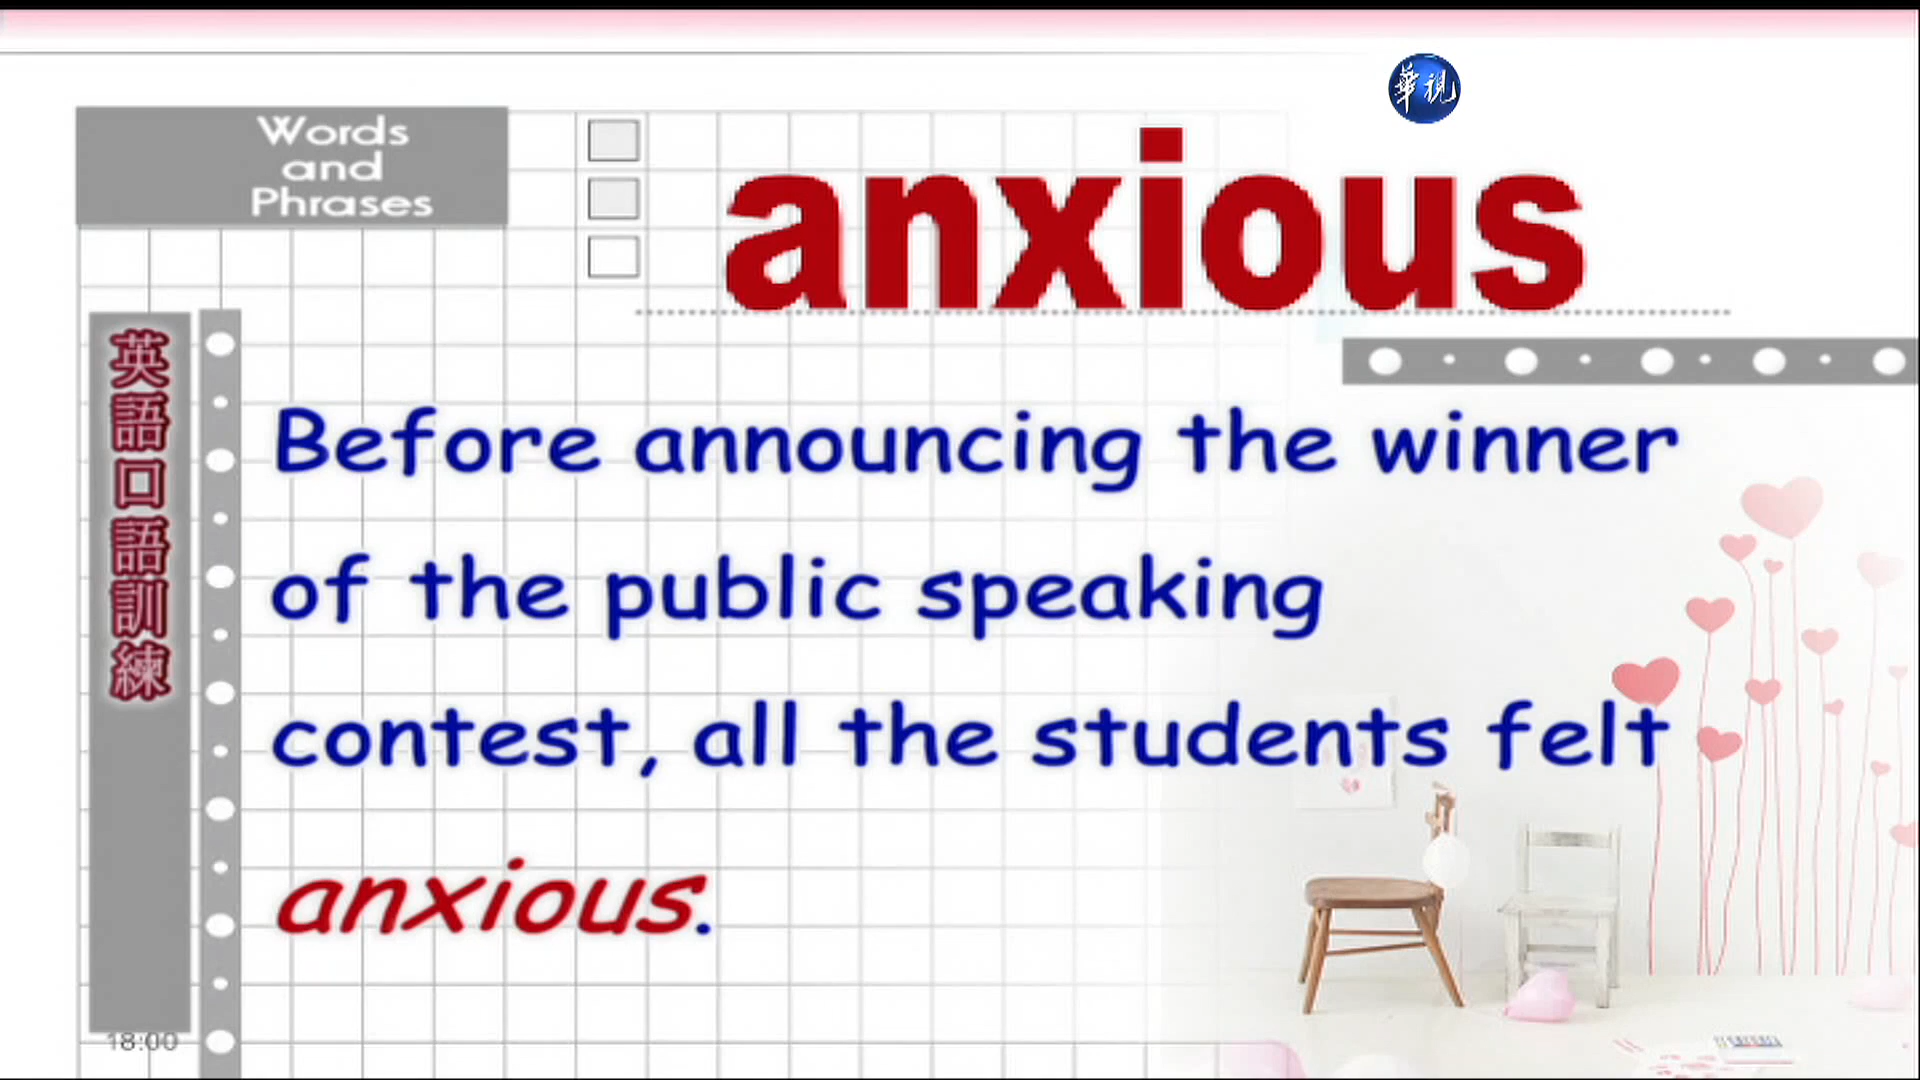 華視
Words
and
Phrases
anxious
英語口語訓練
Before announcing the winner
of the public speaking
contest, all the students felt
anxious.
18:00